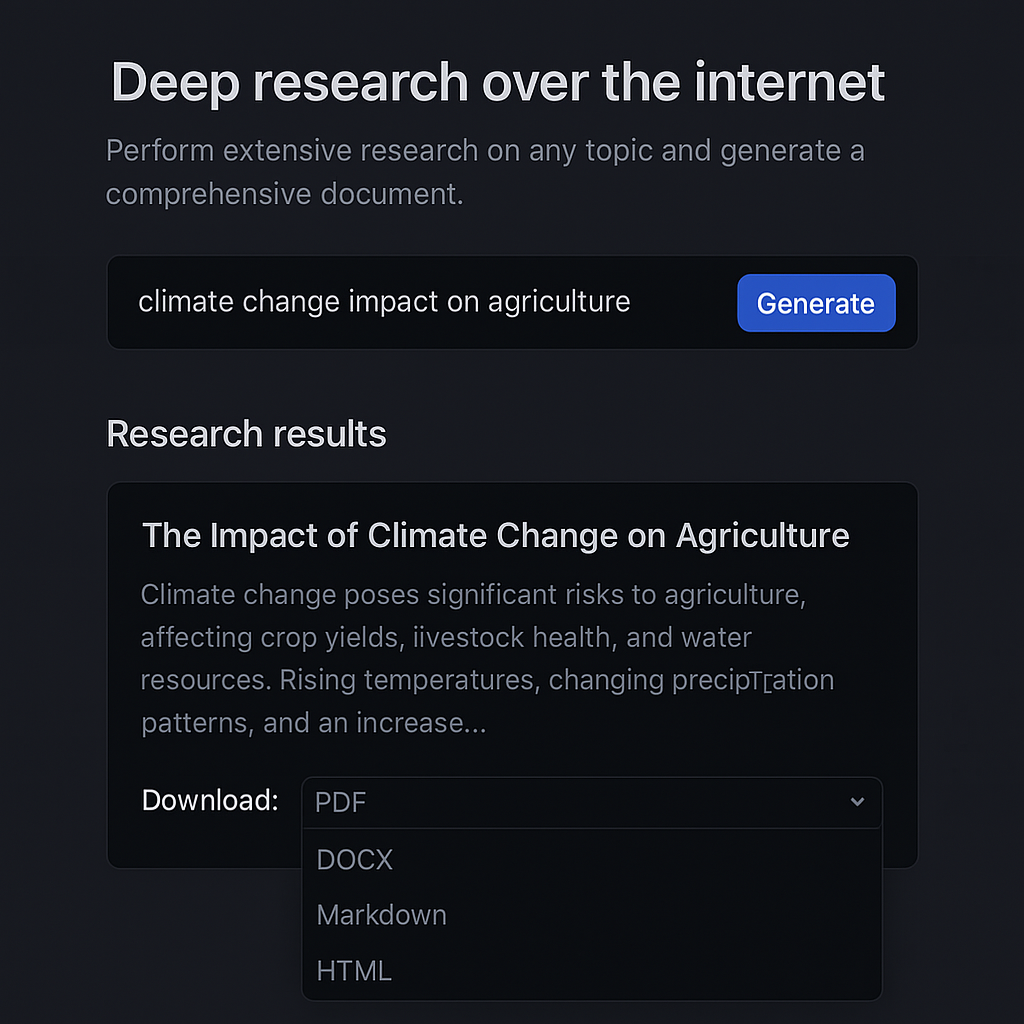 Deep research over the internet
Perform extensive research on any topic and generate a
comprehensive document.
climate change impact on agriculture
Generate
Research results
The Impact of Climate Change on Agriculture
Climate change poses significant risks to agriculture,
affecting crop yields, iivestock health, and water
resources. Rising temperatures, changing
patterns, and an increase...
Download:
PDF
DOCX
Markdown
HTML